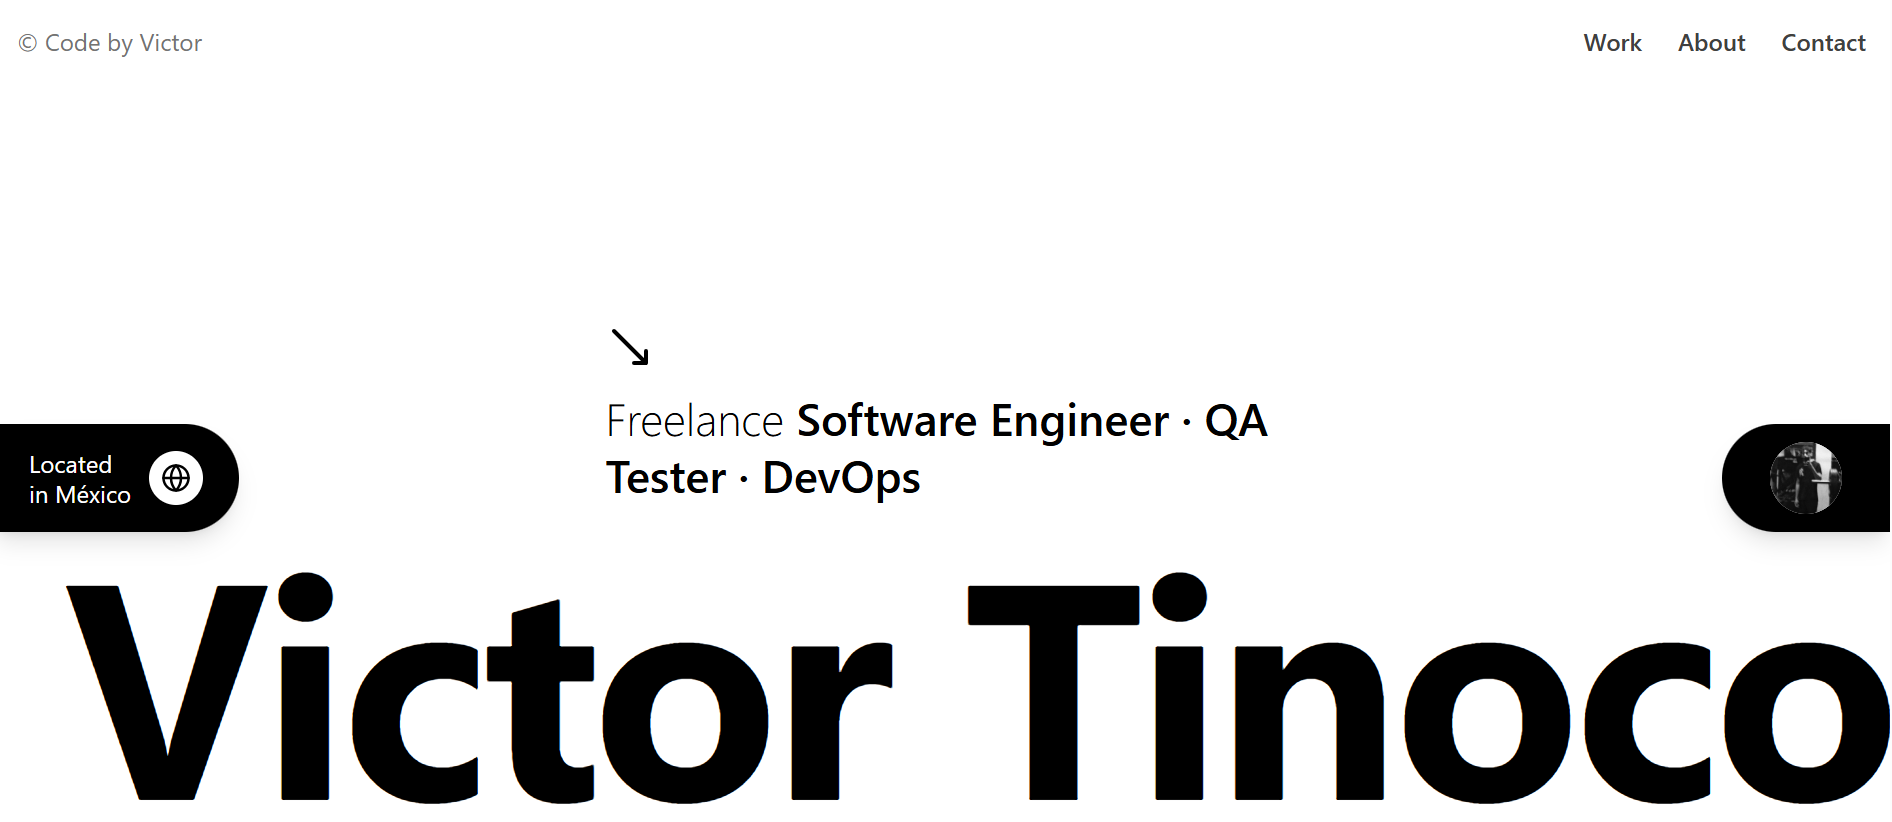 © Code by Victor
Work About Contact
Freelance Software Engineer · QA
Tester · DevOps
Located
in México
Victor Tinoco